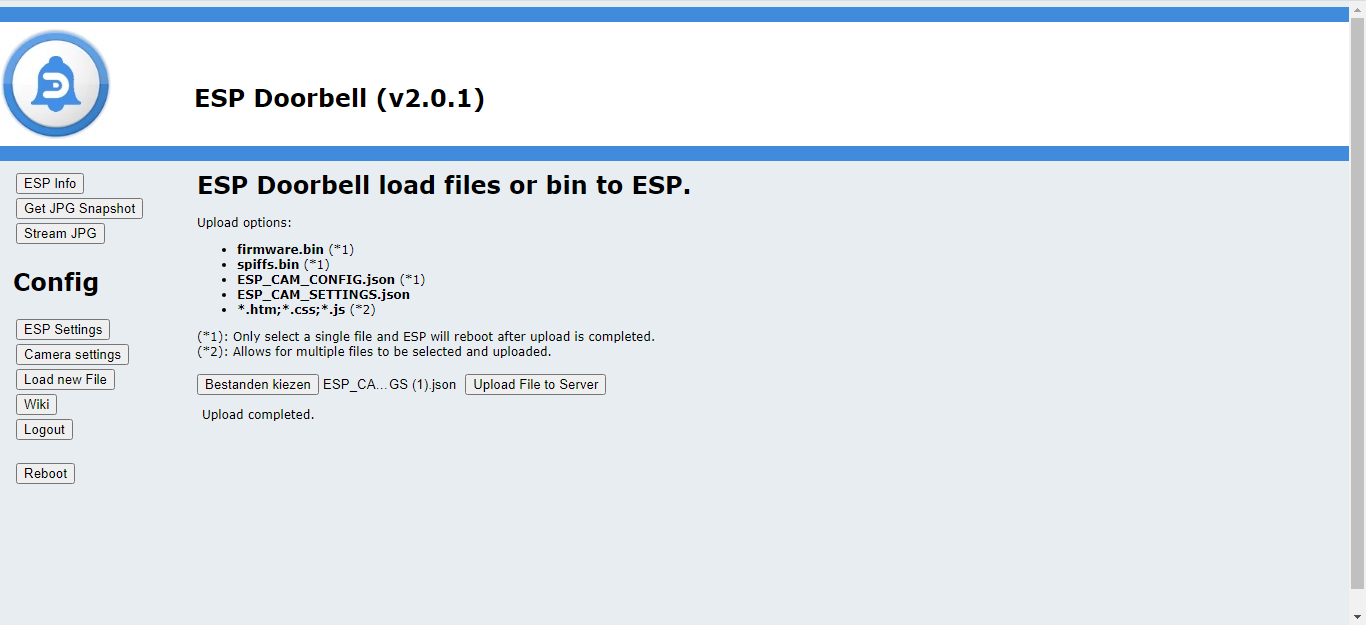 ESP Doorbell (v2.0.1)
ESP Info
Get JPG Snapshot
Stream JPG
Config
ESP Settings
Camera settings
Load new File
Wiki
Logout
Reboot
ESP Doorbell load files or bin to ESP.
Upload options:
• firmware.bin (*1)
• spiffs.bin (*1)
• ESP_CAM_CONFIG.json (*1)
• ESP_CAM_SETTINGS.json
• *.htm;*.css;*.js (*2)
(*1): Only select a single file and ESP will reboot after upload is completed.
(*2): Allows for multiple files to be selected and uploaded.
Bestanden kiezen ESP_CA...GS (1).json Upload File to Server
Upload completed.